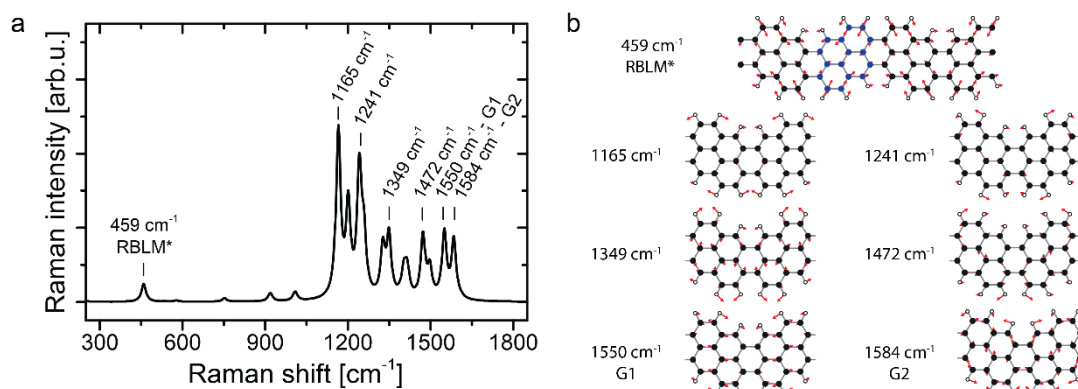 a
Raman intensity [arb.u.]
459 cm⁻¹
RBLM*
1165 cm⁻¹
1241 cm⁻¹
1349 cm⁻¹
1472 cm⁻¹
1550 cm⁻¹ - G1
1584 cm⁻¹ - G2
300 600 900 1200 1500 1800
Raman shift [cm⁻¹]
b
459 cm⁻¹
RBLM*
1165 cm⁻¹
1241 cm⁻¹
1349 cm⁻¹
1472 cm⁻¹
1550 cm⁻¹
G1
1584 cm⁻¹
G2